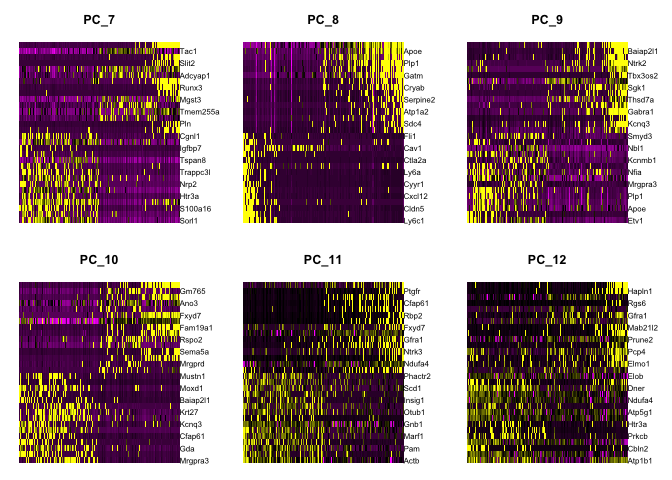 PC_7
Tac1
Slit2
Adcyap1
Runx3
Mgst3
Tmem255a
Pln
Cgnl1
Igfbp7
Tspan8
Trappc3l
Nrp2
Htr3a
S100a16
Sorl1
PC_8
Apoe
Plp1
Gatm
Cryab
Serpine2
Atp1a2
Sdc4
Fli1
Cav1
Ctla2a
Ly6a
Cyyr1
Cxcl12
Cldn5
Ly6c1
PC_9
Baiap2l1
Ntrk2
Tbx3os2
Sgk1
Thsd7a
Gabra1
Kcnq3
Smyd3
Nbl1
Kcnmb1
Nfia
Mrgpra3
Plp1
Apoe
Etv1
PC_10
Gm765
Ano3
Fxyd7
Fam19a1
Rspo2
Sema5a
Mrgprd
Mustn1
Moxd1
Baiap2l1
Krt27
Kcnq3
Cfap61
Gda
Mrgpra3
PC_11
Ptgfr
Cfap61
Rbp2
Fxyd7
Gfra1
Ntrk3
Ndufa4
Phactr2
Scd1
Insig1
Otub1
Gnb1
Marf1
Pam
Actb
PC_12
Hapln1
Rgs6
Gfra1
Mab21l2
Prune2
Pcp4
Elmo1
Elob
Dner
Ndufa4
Atp5g1
Htr3a
Prkcb
Cbln2
Atp1b1